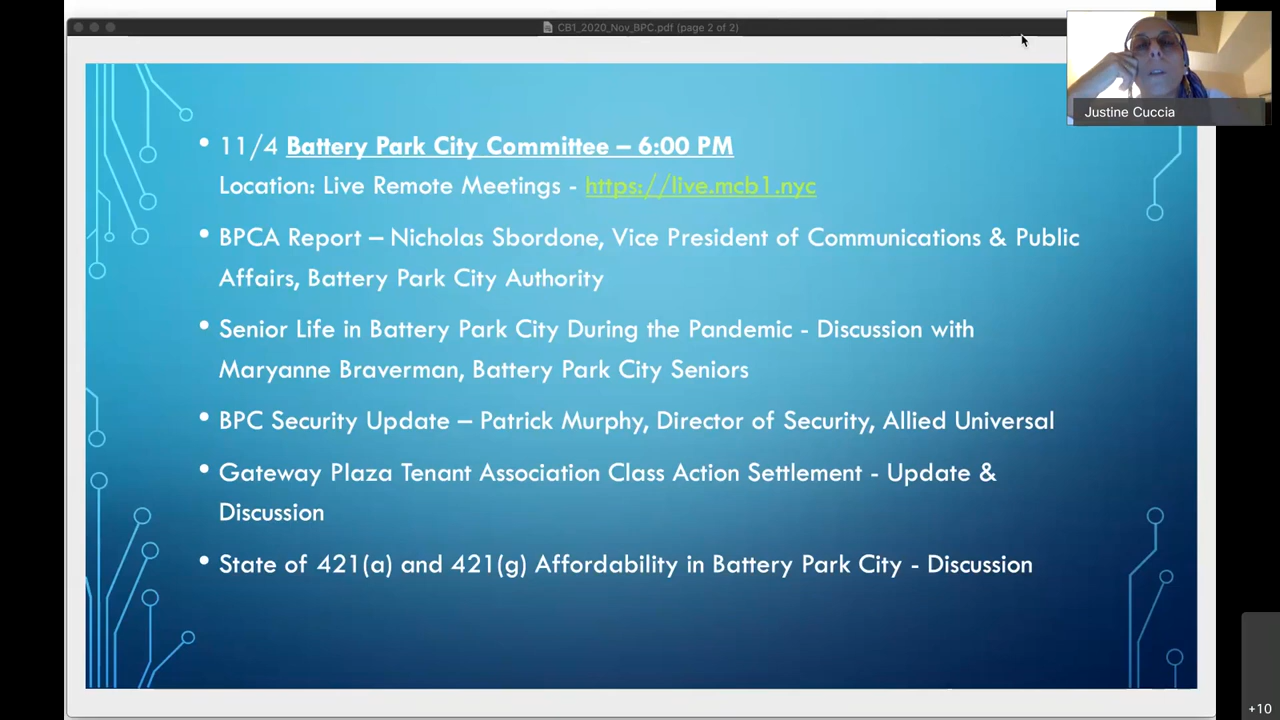 CB1_2020_Nov_BPC.pdf (page 2 of 2)
Justine Cuccia
• 11/4 Battery Park City Committee – 6:00 PM
Location: Live Remote Meetings - https://live.mcb1.nyc
• BPCA Report – Nicholas Sbordone, Vice President of Communications & Public
Affairs, Battery Park City Authority
• Senior Life in Battery Park City During the Pandemic - Discussion with
Maryanne Braverman, Battery Park City Seniors
• BPC Security Update – Patrick Murphy, Director of Security, Allied Universal
• Gateway Plaza Tenant Association Class Action Settlement - Update &
Discussion
• State of 421(a) and 421(g) Affordability in Battery Park City - Discussion
+10